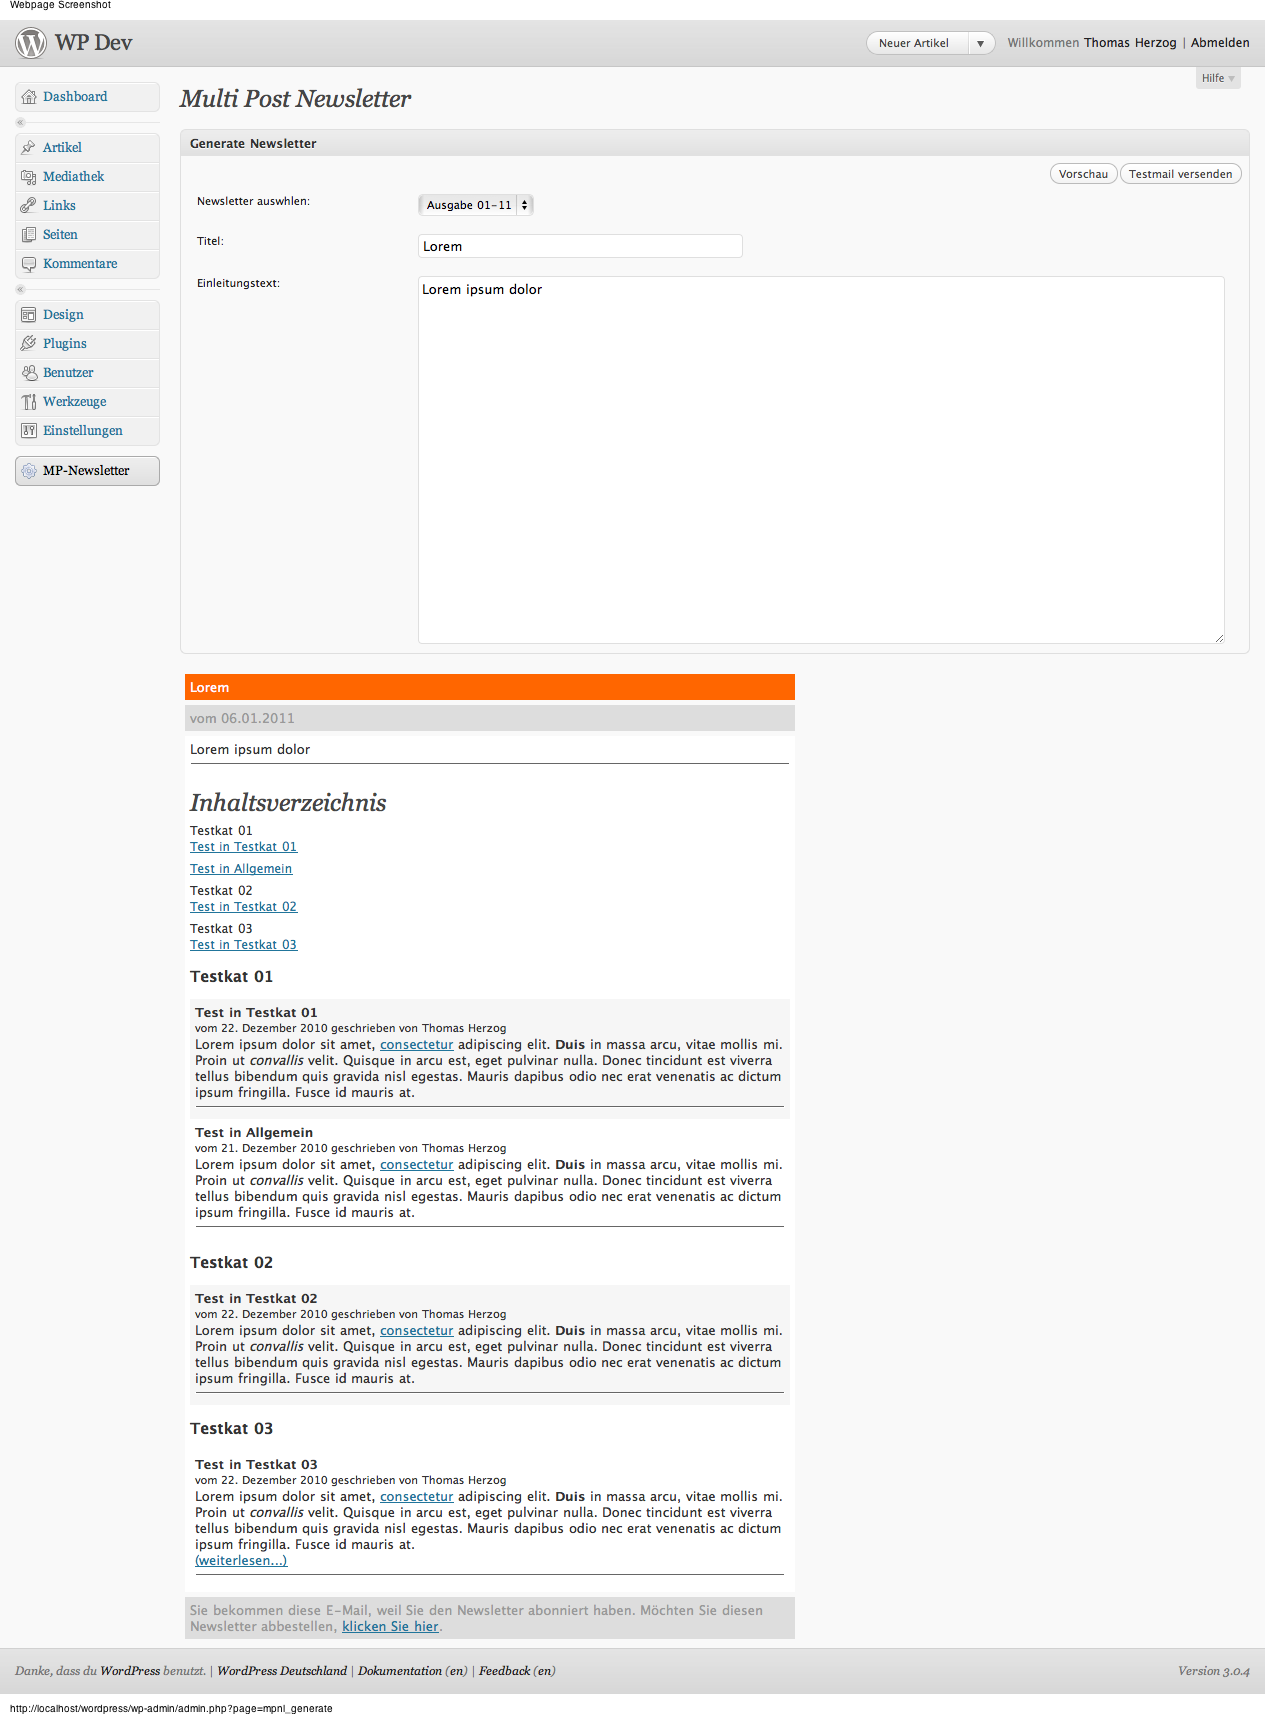 Webpage Screenshot
WP Dev
Neuer Artikel
Willkommen Thomas Herzog | Abmelden
Hilfe
Dashboard
Artikel
Mediathek
Links
Seiten
Kommentare
Design
Plugins
Benutzer
Werkzeuge
Einstellungen
MP-Newsletter
Multi Post Newsletter
Generate Newsletter
Vorschau
Testmail versenden
Newsletter auswhlen:
Ausgabe 01-11
Titel:
Lorem
Einleitungstext:
Lorem ipsum dolor
Lorem
vom 06.01.2011
Lorem ipsum dolor
Inhaltsverzeichnis
Testkat 01
Test in Testkat 01
Test in Allgemein
Testkat 02
Test in Testkat 02
Testkat 03
Test in Testkat 03
Testkat 01
Test in Testkat 01
vom 22. Dezember 2010 geschrieben von Thomas Herzog
Lorem ipsum dolor sit amet, consectetur adipiscing elit. Duis in massa arcu, vitae mollis mi.
Proin ut convallis velit. Quisque in arcu est, eget pulvinar nulla. Donec tincidunt est viverra
tellus bibendum quis gravida nisl egestas. Mauris dapibus odio nec erat venenatis ac dictum
ipsum fringilla. Fusce id mauris at.
Test in Allgemein
vom 21. Dezember 2010 geschrieben von Thomas Herzog
Lorem ipsum dolor sit amet, consectetur adipiscing elit. Duis in massa arcu, vitae mollis mi.
Proin ut convallis velit. Quisque in arcu est, eget pulvinar nulla. Donec tincidunt est viverra
tellus bibendum quis gravida nisl egestas. Mauris dapibus odio nec erat venenatis ac dictum
ipsum fringilla. Fusce id mauris at.
Testkat 02
Test in Testkat 02
vom 22. Dezember 2010 geschrieben von Thomas Herzog
Lorem ipsum dolor sit amet, consectetur adipiscing elit. Duis in massa arcu, vitae mollis mi.
Proin ut convallis velit. Quisque in arcu est, eget pulvinar nulla. Donec tincidunt est viverra
tellus bibendum quis gravida nisl egestas. Mauris dapibus odio nec erat venenatis ac dictum
ipsum fringilla. Fusce id mauris at.
Testkat 03
Test in Testkat 03
vom 22. Dezember 2010 geschrieben von Thomas Herzog
Lorem ipsum dolor sit amet, consectetur adipiscing elit. Duis in massa arcu, vitae mollis mi.
Proin ut convallis velit. Quisque in arcu est, eget pulvinar nulla. Donec tincidunt est viverra
tellus bibendum quis gravida nisl egestas. Mauris dapibus odio nec erat venenatis ac dictum
ipsum fringilla. Fusce id mauris at.
(weiterlesen...)
Sie bekommen diese E-Mail, weil Sie den Newsletter abonniert haben. Möchten Sie diesen
Newsletter abbestellen, klicken Sie hier.
Danke, dass du WordPress benutzt. | WordPress Deutschland | Dokumentation (en) | Feedback (en)
Version 3.0.4
http://localhost/wordpress/wp-admin/admin.php?page=mpnl_generate